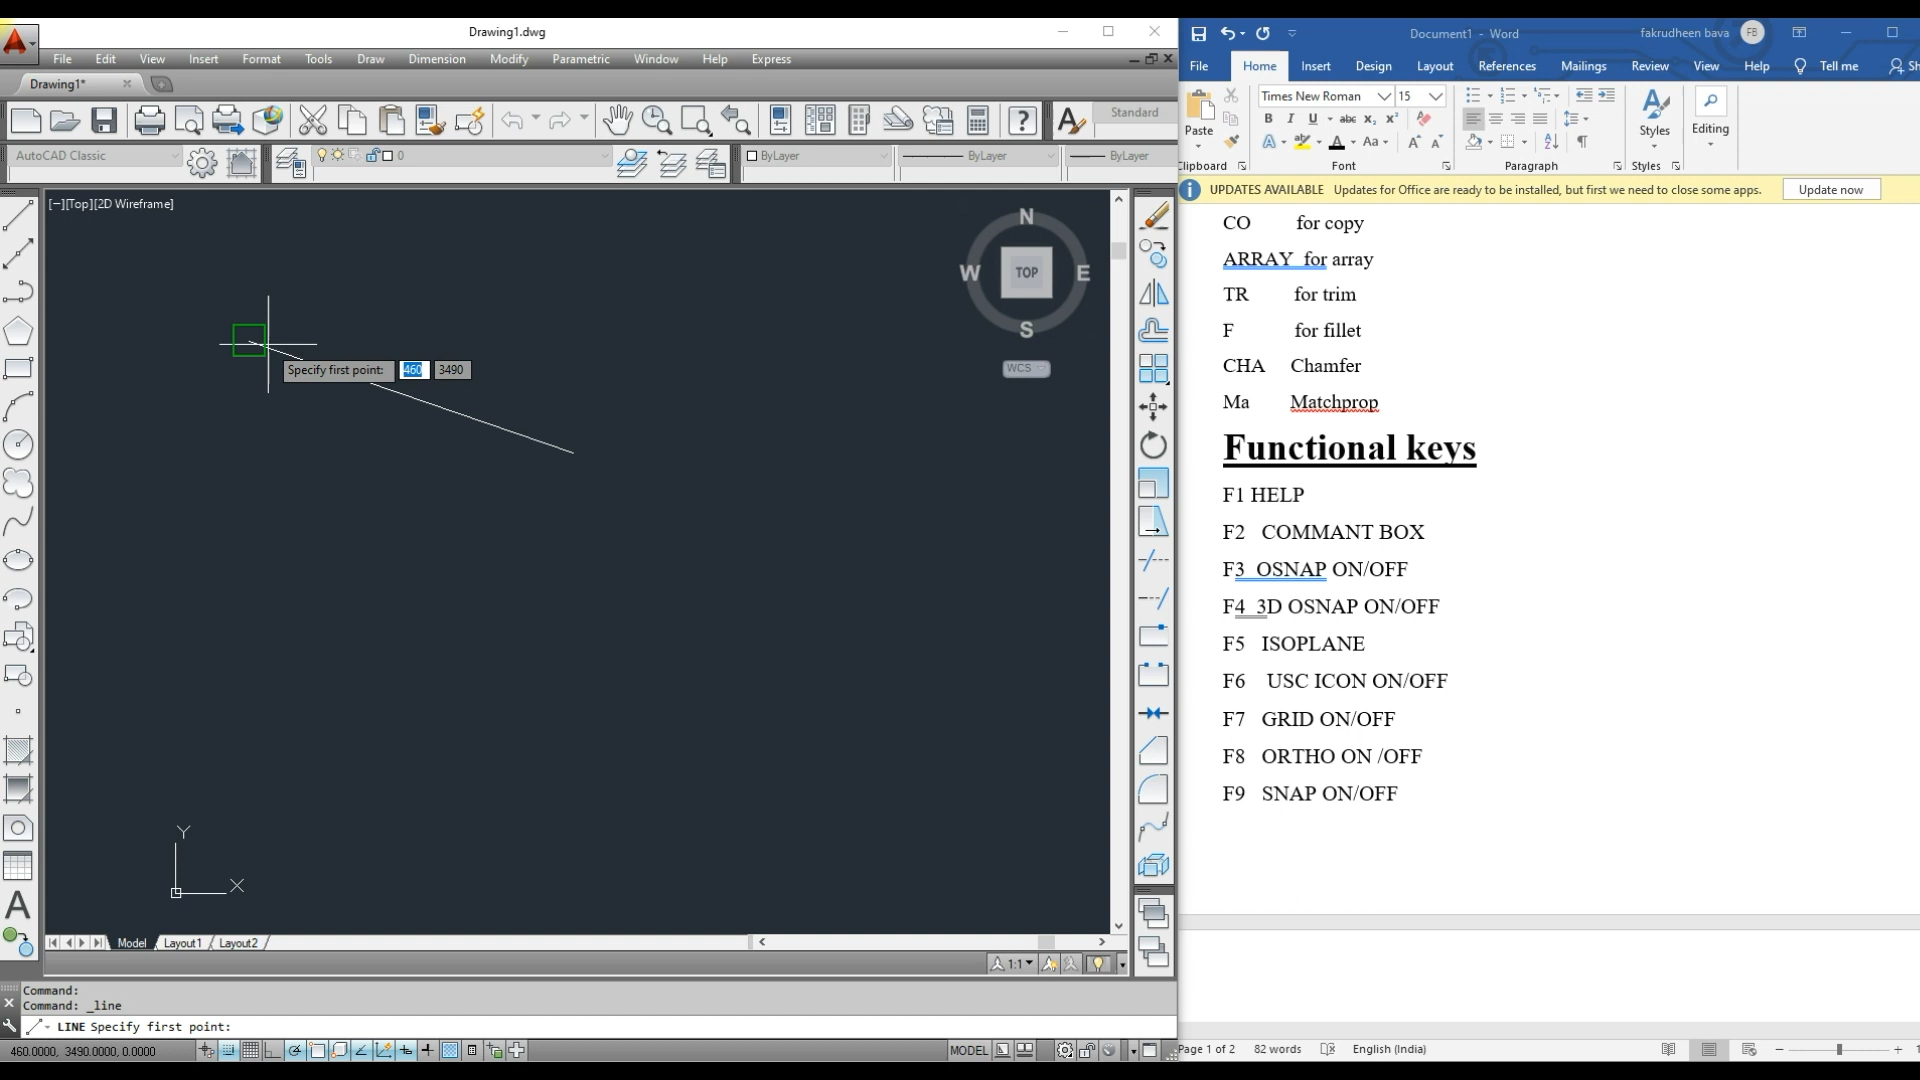 Drawing1.dwg
File Edit View Insert Format Tools Draw Dimension Modify Parametric Window Help Express
Drawing1*
Standard
AutoCAD Classic
0
ByLayer
ByLayer
ByLayer
[−][Top][2D Wireframe]
N
W TOP E
S
WCS
Specify first point: 460 3490
Y
X
Model Layout1 Layout2
1:1
Command:
Command: _line
LINE Specify first point:
460.0000, 3490.0000, 0.0000
MODEL
Document1 - Word
fakrudheen bava FB
File Home Insert Design Layout References Mailings Review View Help Tell me Sh
Times New Roman 15
Paste
B I U abc x₂ x²
Aa
Styles
Editing
Clipboard Font Paragraph Styles
UPDATES AVAILABLE Updates for Office are ready to be installed, but first we need to close some apps. Update now
CO for copy
ARRAY for array
TR for trim
F for fillet
CHA Chamfer
Ma Matchprop
Functional keys
F1 HELP
F2 COMMANT BOX
F3 OSNAP ON/OFF
F4 3D OSNAP ON/OFF
F5 ISOPLANE
F6 USC ICON ON/OFF
F7 GRID ON/OFF
F8 ORTHO ON /OFF
F9 SNAP ON/OFF
Page 1 of 2 82 words English (India)